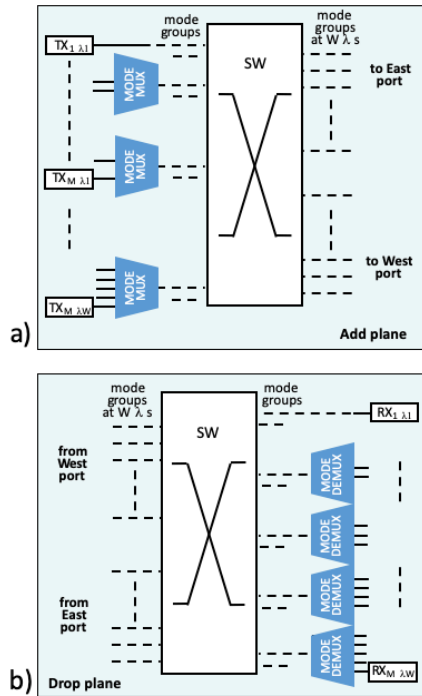 mode
groups
mode
groups
at W λ s
TX1 λ1
SW
MODE
MUX
to East
port
MODE
MUX
TXM λ1
to West
port
MODE
MUX
TXM λW
a)
Add plane
mode
groups
at W λ s
mode
groups
RX1 λ1
SW
from
West
port
MODE
DEMUX
MODE
DEMUX
MODE
DEMUX
from
East
port
MODE
DEMUX
RXM λW
b)
Drop plane